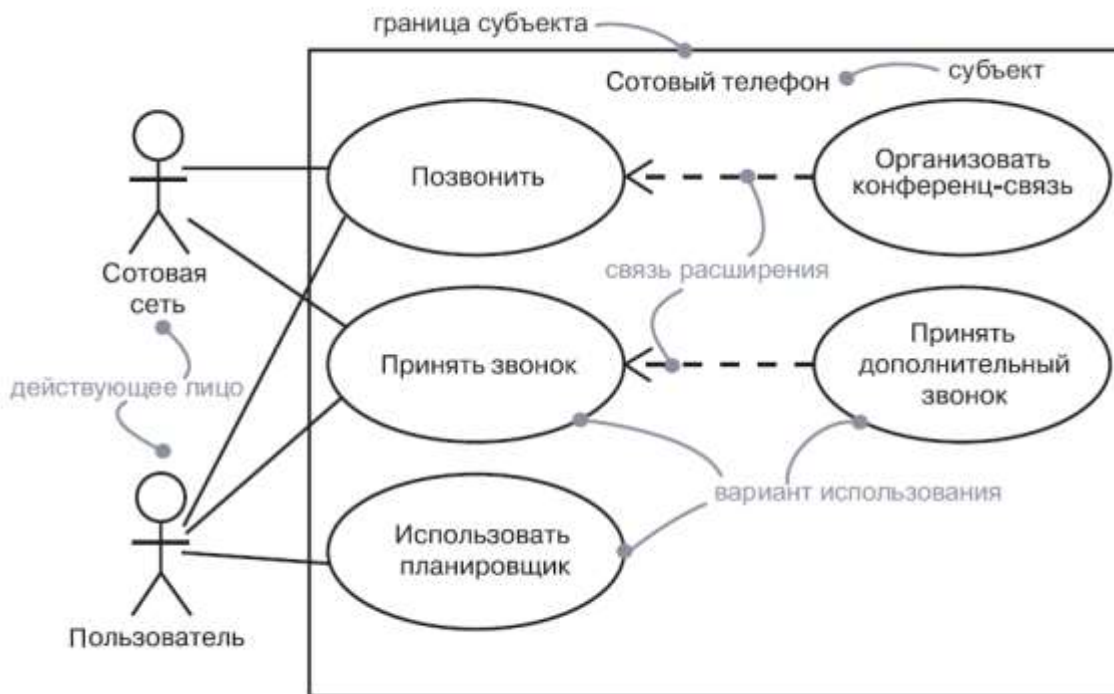 граница субъекта
Сотовый телефон
субъект
Позвонить
Организовать
конференц-связь
Сотовая
сеть
связь расширения
Принять звонок
Принять
дополнительный
звонок
действующее лицо
вариант использования
Использовать
планировщик
Пользователь